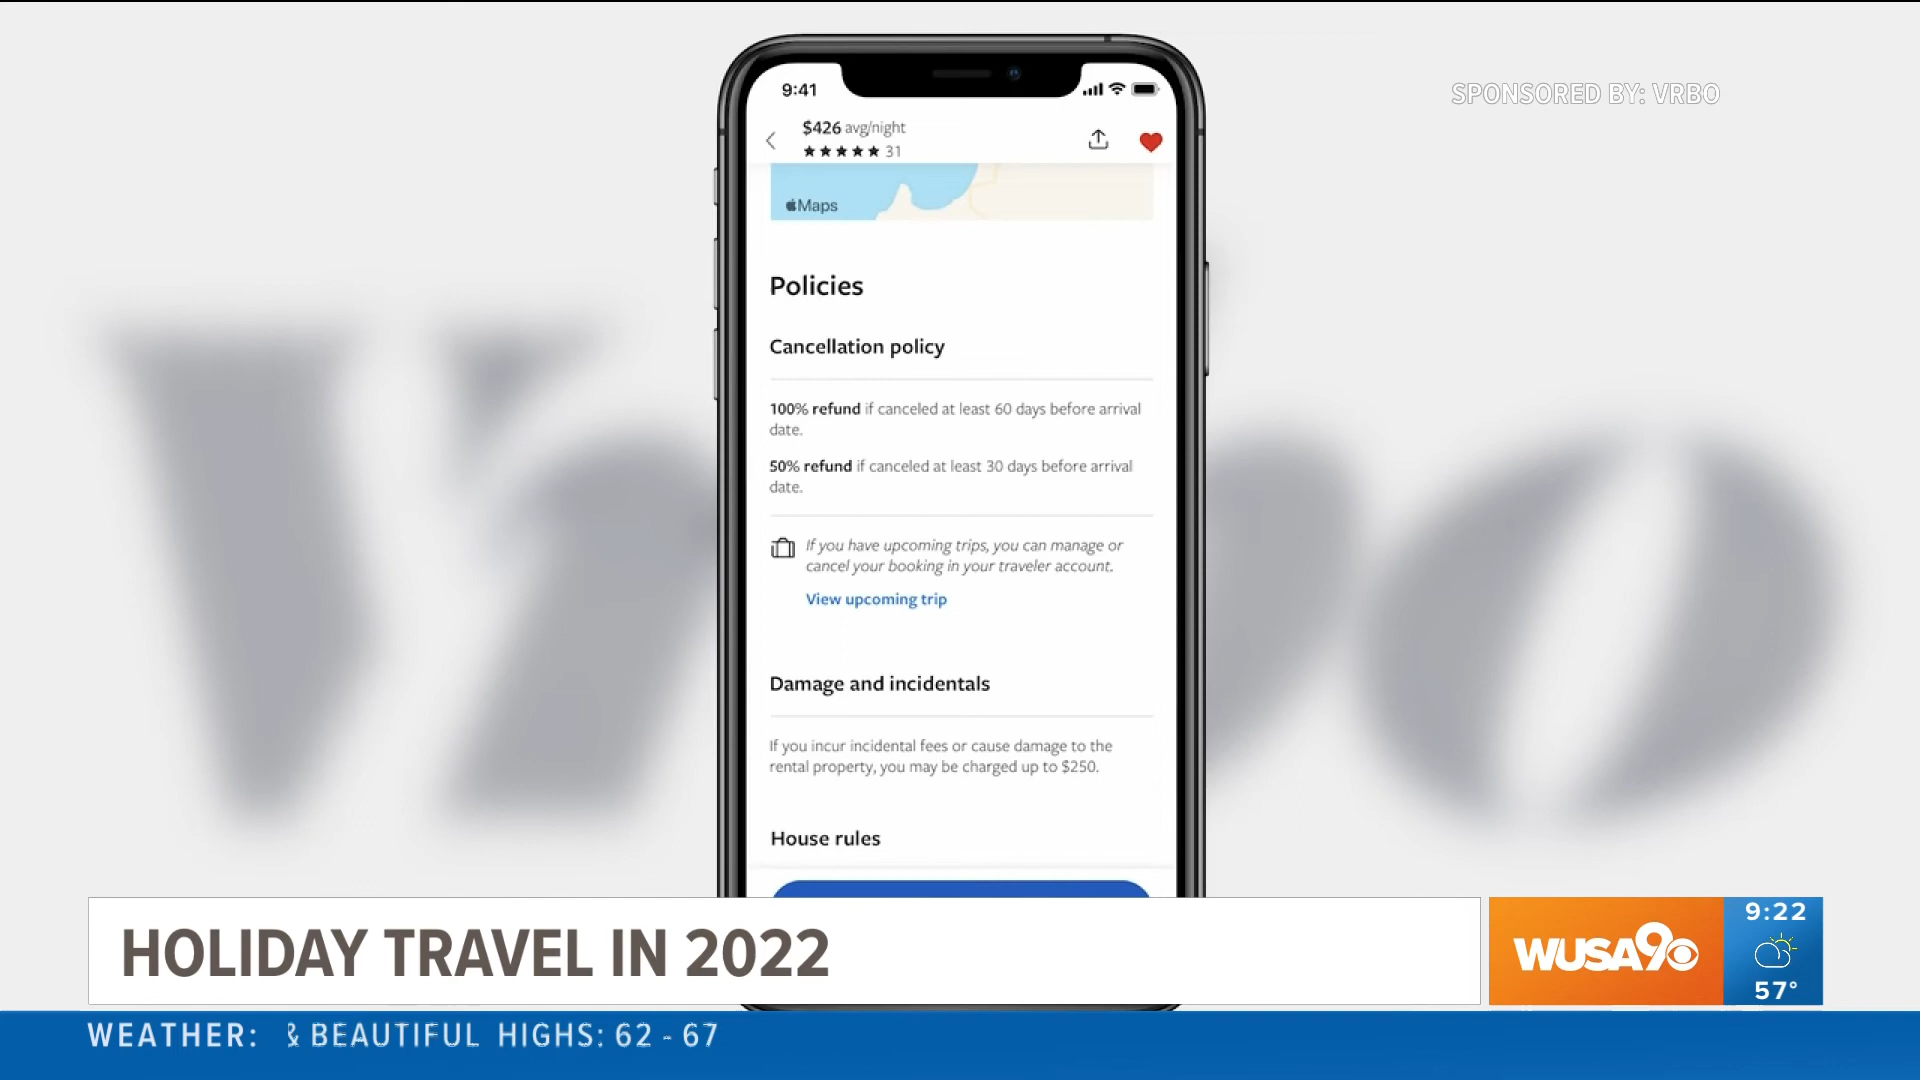 SPONSORED BY: VRBO
9:41
$426 avg/night
★★★★★ 31
Maps
Policies
Cancellation policy
100% refund if canceled at least 60 days before arrival
date.
50% refund if canceled at least 30 days before arrival
date.
If you have upcoming trips, you can manage or
cancel your booking in your traveler account.
View upcoming trip
Damage and incidentals
If you incur incidental fees or cause damage to the
rental property, you may be charged up to $250.
House rules
Vrbo
HOLIDAY TRAVEL IN 2022
WUSA9
9:22
57°
WEATHER: & BEAUTIFUL HIGHS: 62 - 67